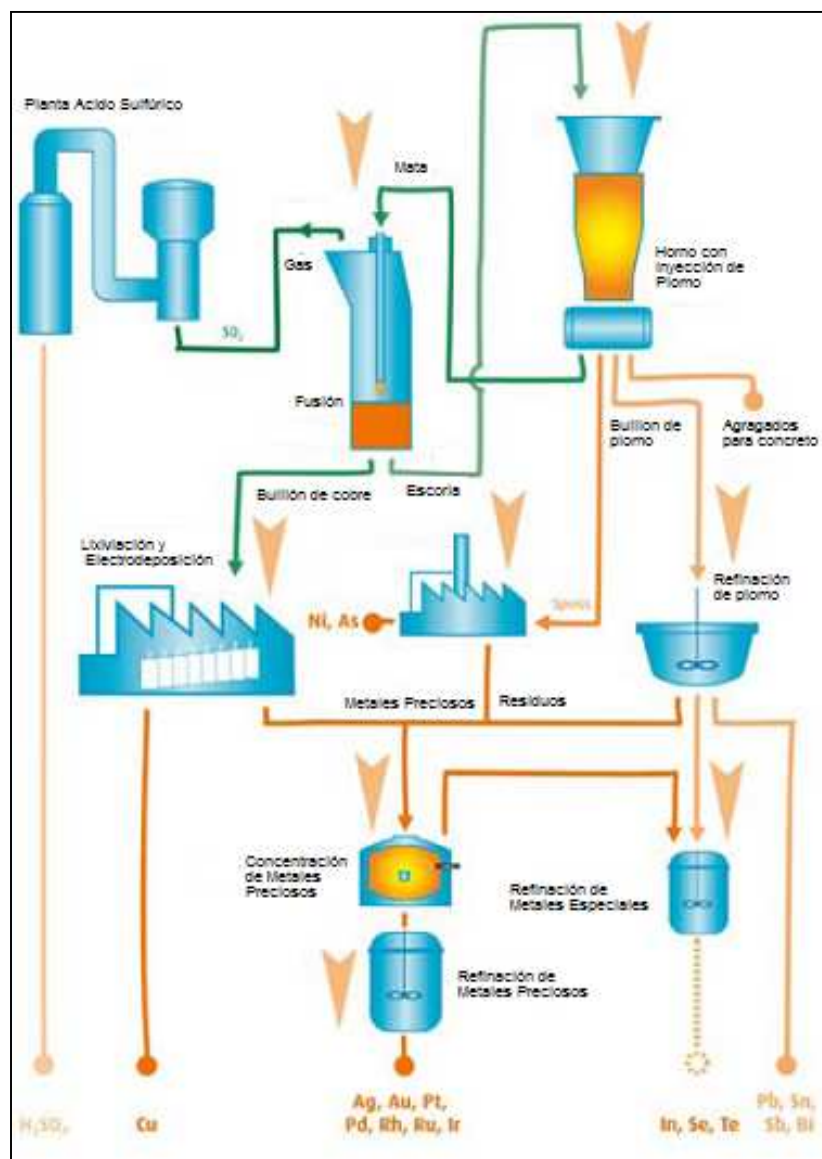 Planta Acido Sulfúrico
Mata
Gas
SO₂
Horno con
Inyección de
Plomo
Fusión
Bullion de
plomo
Agragados
para concreto
Bullión de cobre
Escoria
Lixiviación y
Electrodeposición
Refinación
de plomo
Ni, As
Speiss
Metales Preciosos
Residuos
Concentración
de Metales
Preciosos
Refinación de
Metales Especiales
Refinación de
Metales Preciosos
H₂SO₄
Cu
Ag, Au, Pt,
Pd, Rh, Ru, Ir
In, Se, Te
Pb, Sn,
Sb, Bi